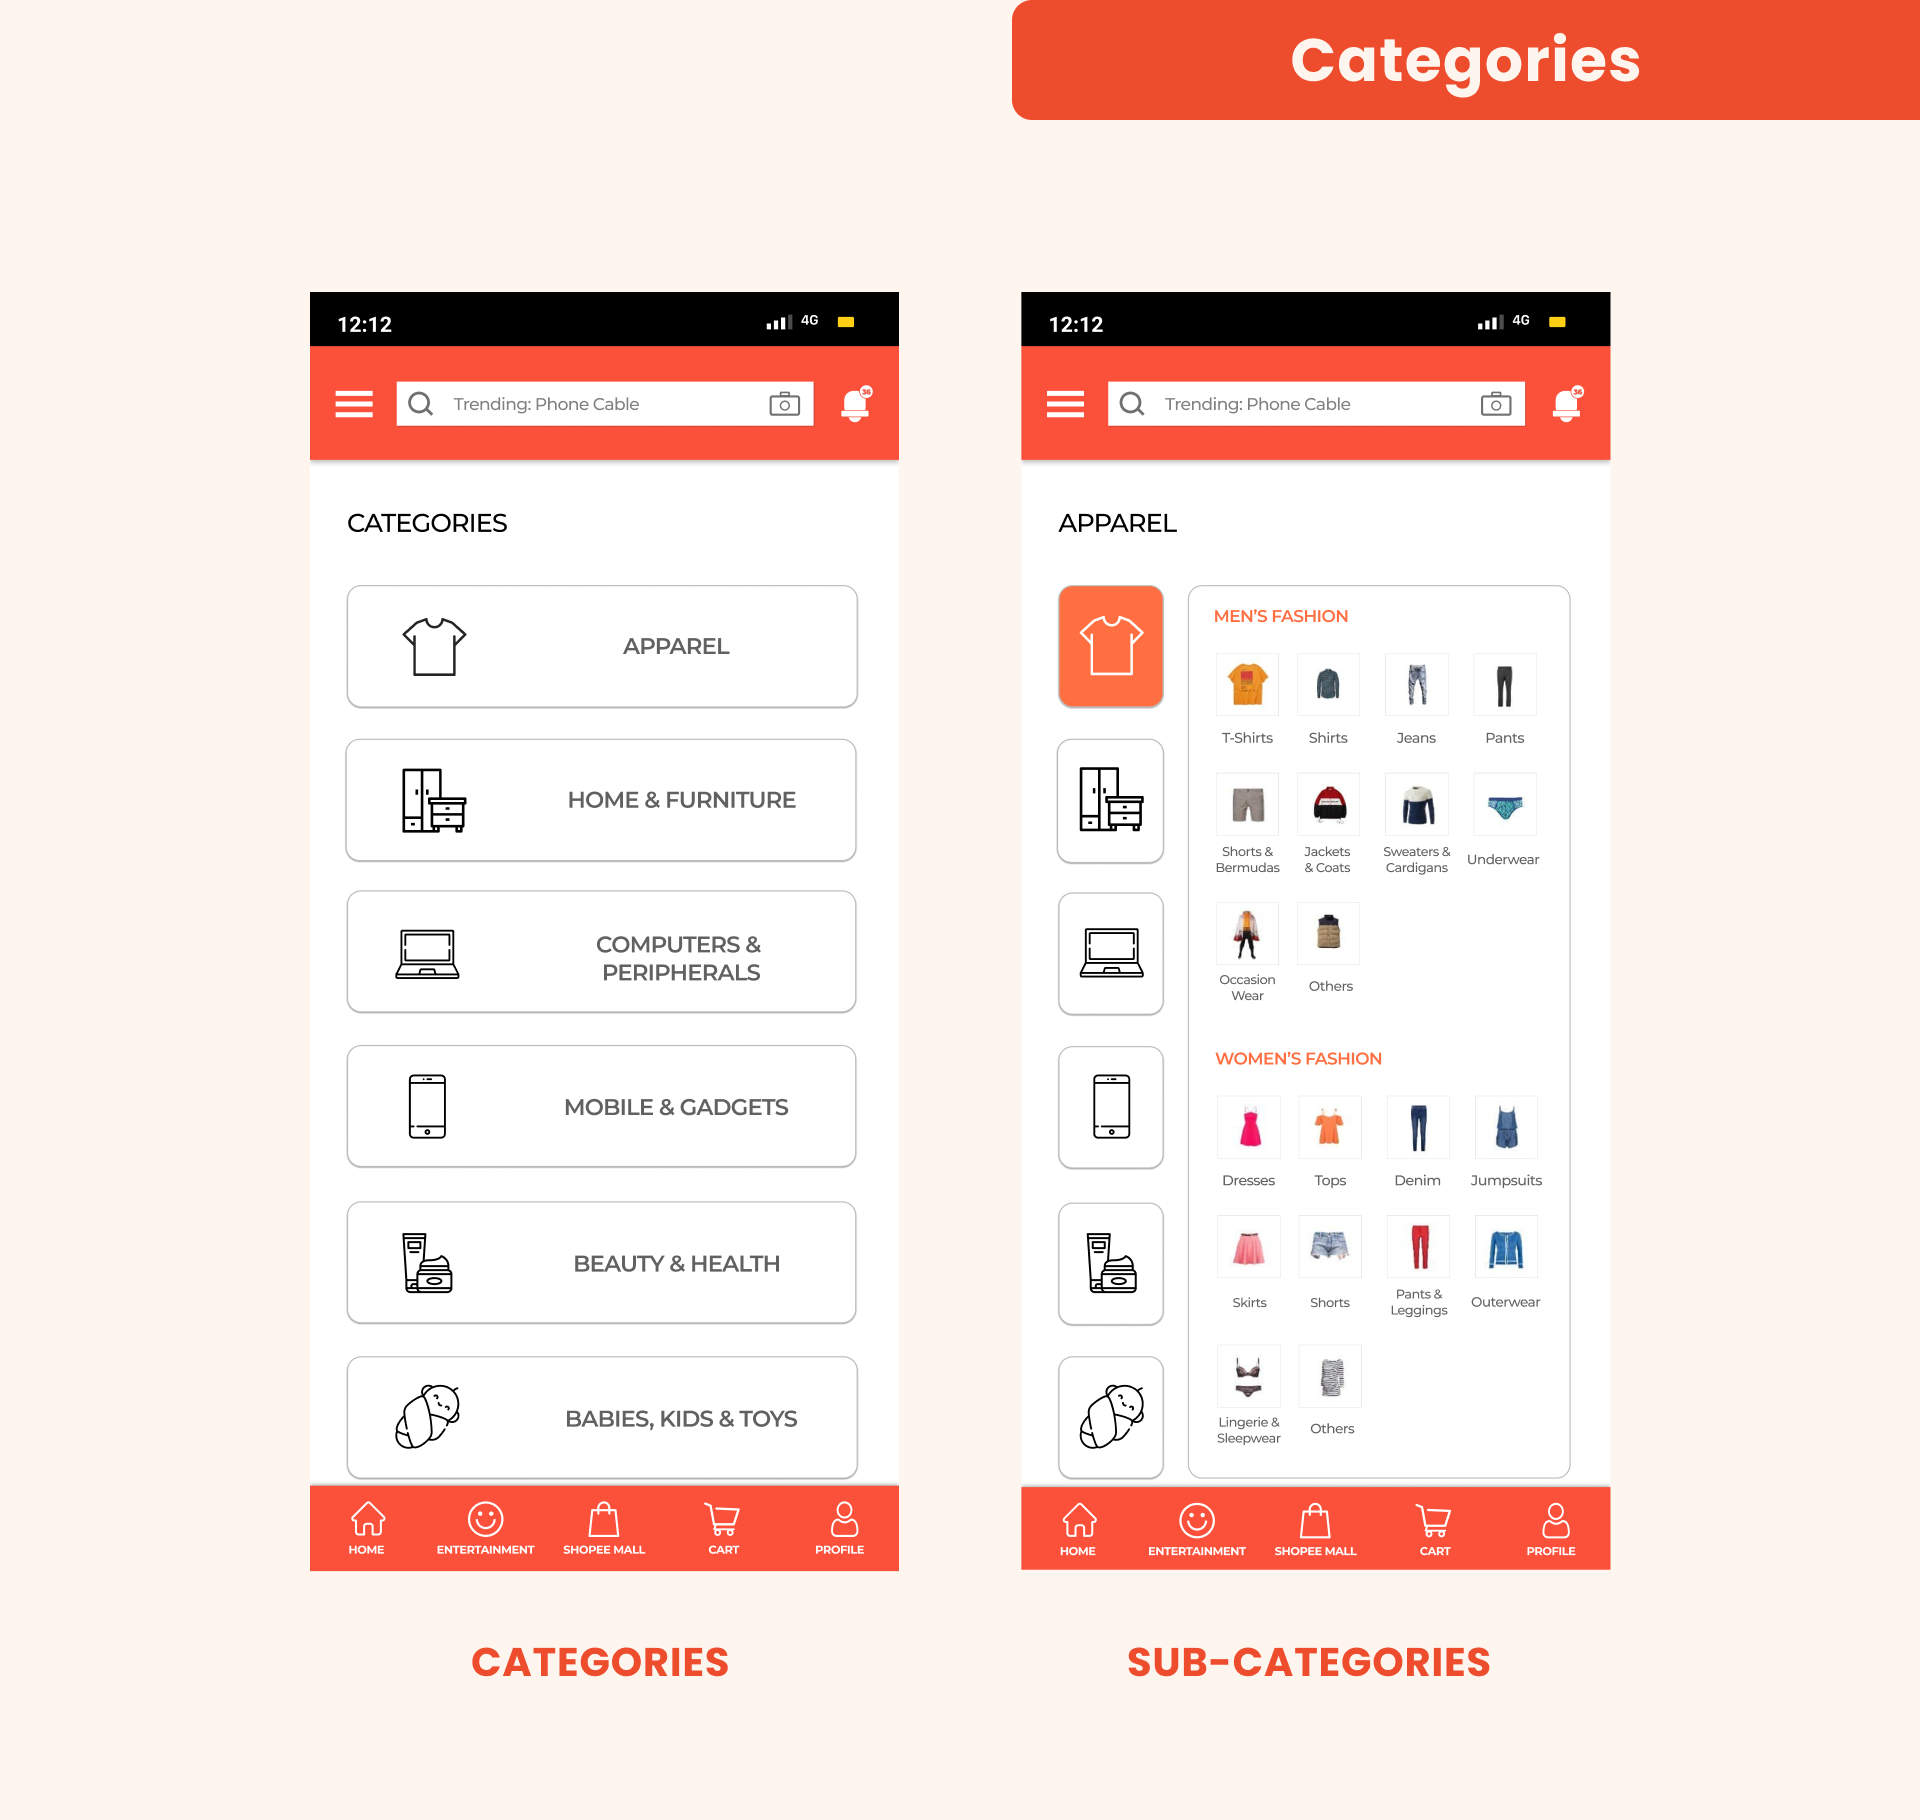 Categories
12:12
4G
Trending: Phone Cable
36
CATEGORIES
APPAREL
HOME & FURNITURE
COMPUTERS &
PERIPHERALS
MOBILE & GADGETS
BEAUTY & HEALTH
BABIES, KIDS & TOYS
HOME
ENTERTAINMENT
SHOPEE MALL
CART
PROFILE
CATEGORIES
12:12
4G
Trending: Phone Cable
36
APPAREL
MEN'S FASHION
T-Shirts
Shirts
Jeans
Pants
Shorts &
Bermudas
Jackets
& Coats
Sweaters &
Cardigans
Underwear
Occasion
Wear
Others
WOMEN'S FASHION
Dresses
Tops
Denim
Jumpsuits
Skirts
Shorts
Pants &
Leggings
Outerwear
Lingerie &
Sleepwear
Others
HOME
ENTERTAINMENT
SHOPEE MALL
CART
PROFILE
SUB-CATEGORIES